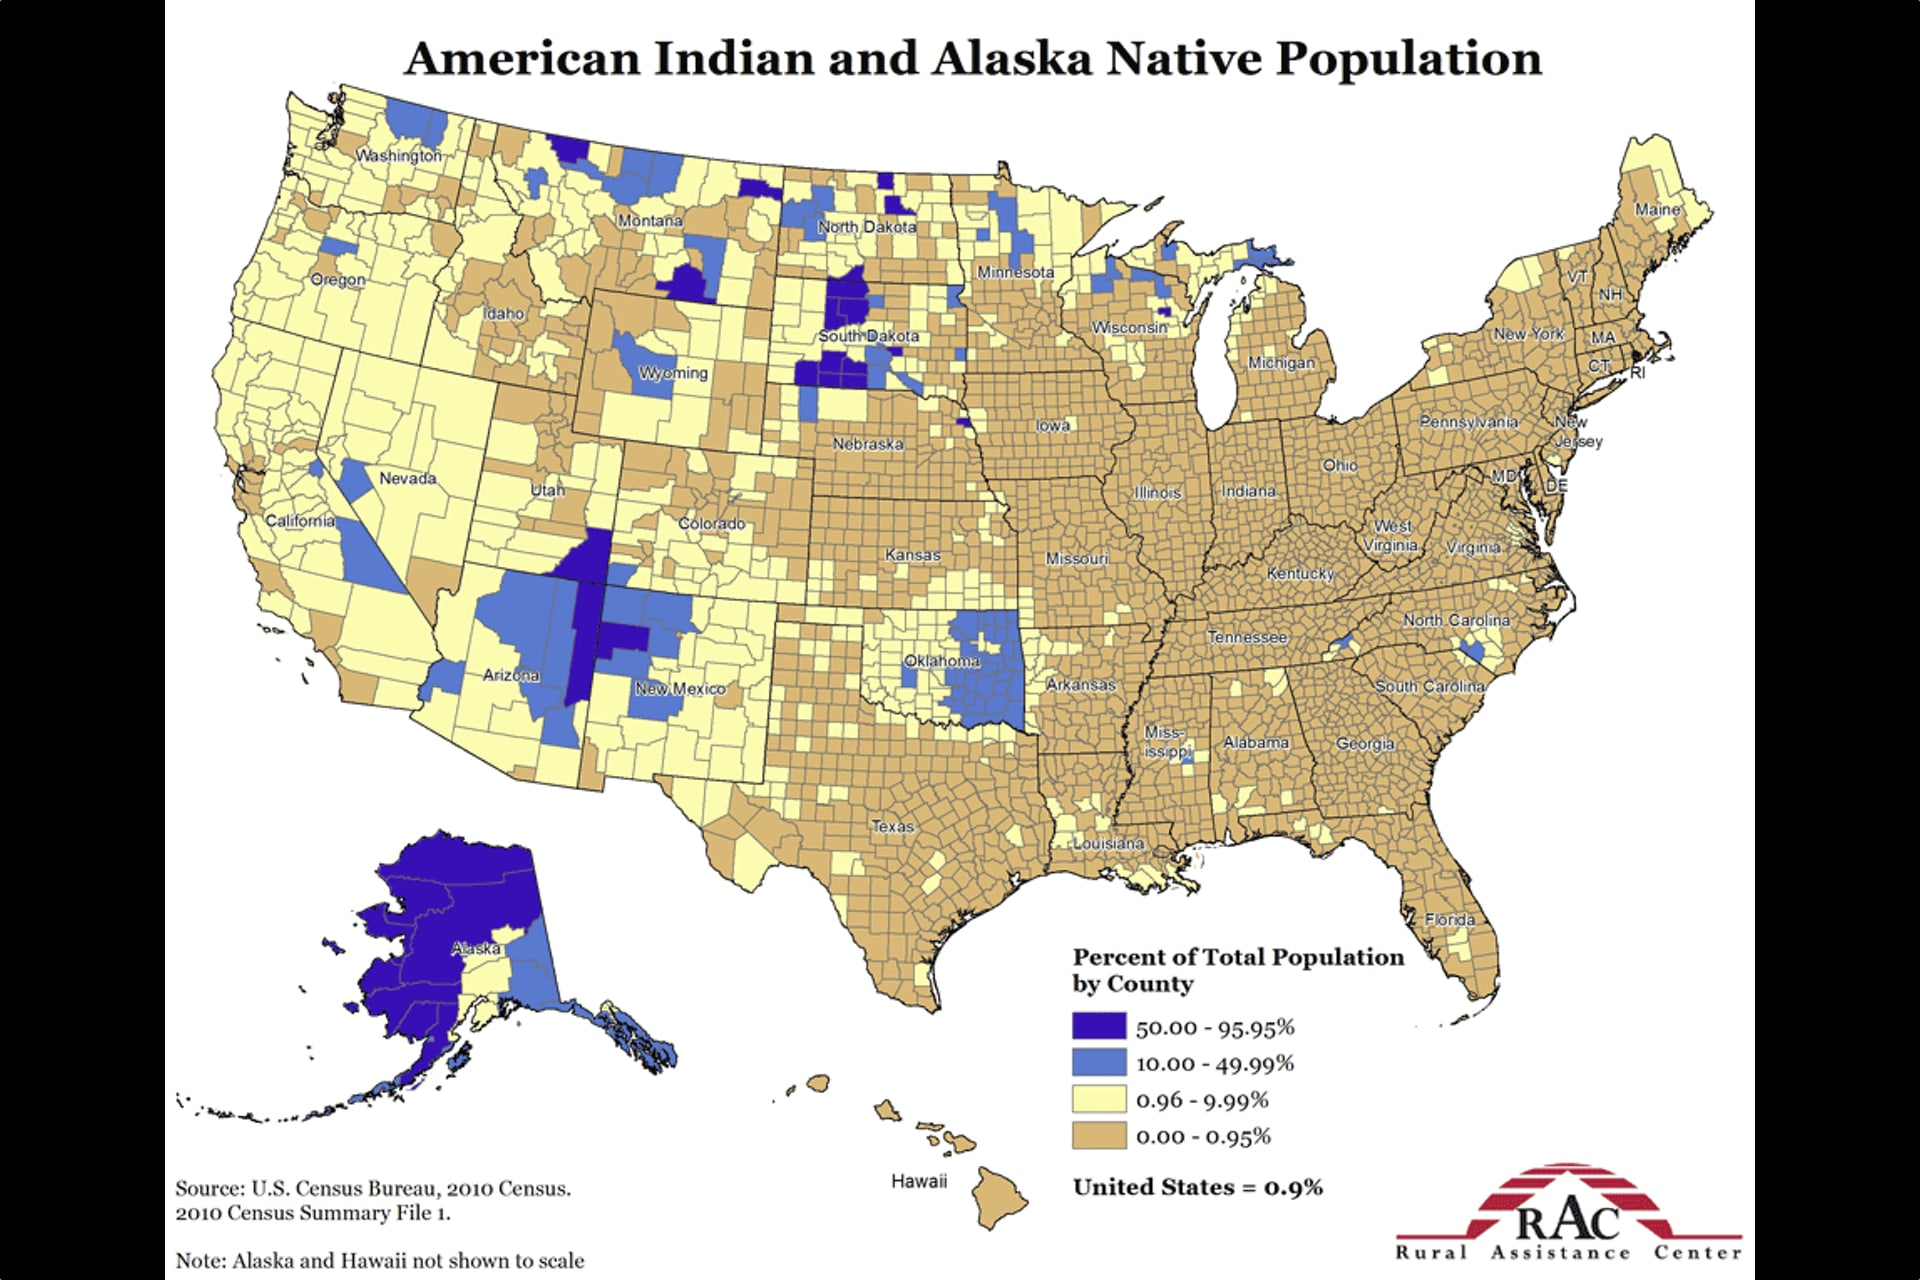 American Indian and Alaska Native Population
Washington
Montana
North Dakota
Minnesota
Maine
Oregon
Idaho
South Dakota
Wisconsin
Michigan
VT
NH
New York
MA
CT
RI
Wyoming
Nebraska
Iowa
Pennsylvania
New
Jersey
Nevada
Utah
Colorado
California
Kansas
Missouri
Illinois
Indiana
Ohio
MD
DE
West
Virginia
Virginia
Kentucky
Arizona
New Mexico
Oklahoma
Arkansas
Tennessee
North Carolina
South Carolina
Miss-
issippi
Alabama
Georgia
Texas
Louisiana
Florida
Alaska
Hawaii
Percent of Total Population
by County
50.00 - 95.95%
10.00 - 49.99%
0.96 - 9.99%
0.00 - 0.95%
United States = 0.9%
Source: U.S. Census Bureau, 2010 Census.
2010 Census Summary File 1.
Note: Alaska and Hawaii not shown to scale
RAC
Rural Assistance Center